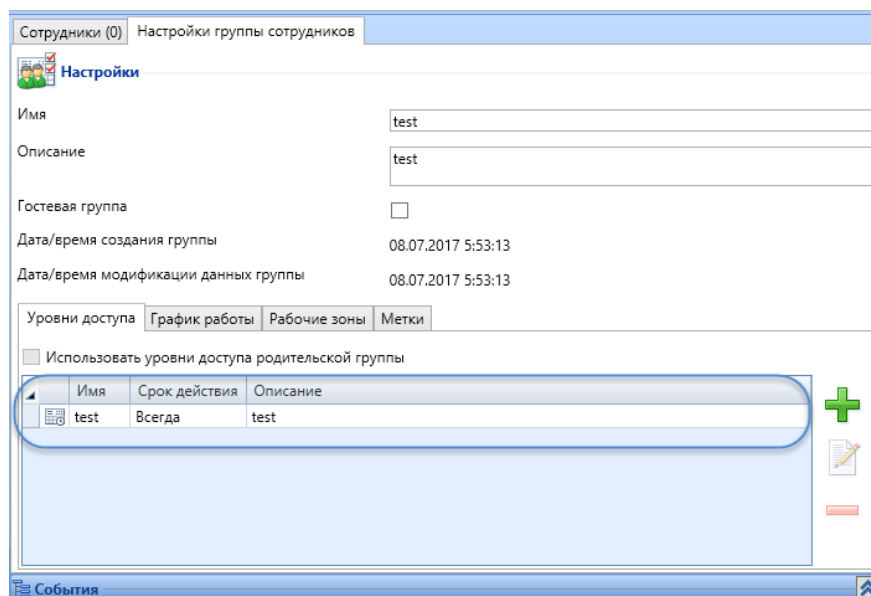 Сотрудники (0) Настройки группы сотрудников
Настройки
Имя test
Описание test
Гостевая группа
Дата/время создания группы 08.07.2017 5:53:13
Дата/время модификации данных группы 08.07.2017 5:53:13
Уровни доступа График работы Рабочие зоны Метки
Использовать уровни доступа родительской группы
Имя Срок действия Описание
test Всегда test
События